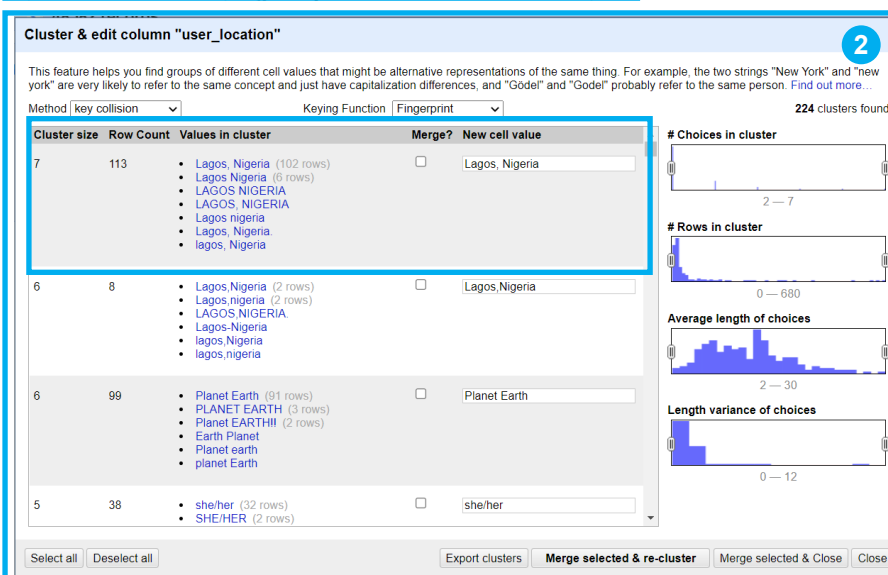 Cluster & edit column "user_location"
2
This feature helps you find groups of different cell values that might be alternative representations of the same thing. For example, the two strings "New York" and "new
york" are very likely to refer to the same concept and just have capitalization differences, and "Gödel" and "Godel" probably refer to the same person. Find out more...
Method key collision Keying Function Fingerprint 224 clusters found
Cluster size Row Count Values in cluster Merge? New cell value
7 113 • Lagos, Nigeria (102 rows) Lagos, Nigeria
• Lagos Nigeria (6 rows)
• LAGOS NIGERIA
• LAGOS, NIGERIA
• Lagos nigeria
• Lagos, Nigeria.
• lagos, Nigeria
6 8 • Lagos,Nigeria (2 rows) Lagos,Nigeria
• Lagos,nigeria (2 rows)
• LAGOS,NIGERIA.
• Lagos-Nigeria
• lagos,Nigeria
• lagos,nigeria
6 99 • Planet Earth (91 rows) Planet Earth
• PLANET EARTH (3 rows)
• Planet EARTH!! (2 rows)
• Earth Planet
• Planet earth
• planet Earth
5 38 • she/her (32 rows) she/her
• SHE/HER (2 rows)
# Choices in cluster
2 — 7
# Rows in cluster
0 — 680
Average length of choices
2 — 30
Length variance of choices
0 — 12
Select all Deselect all Export clusters Merge selected & re-cluster Merge selected & Close Close